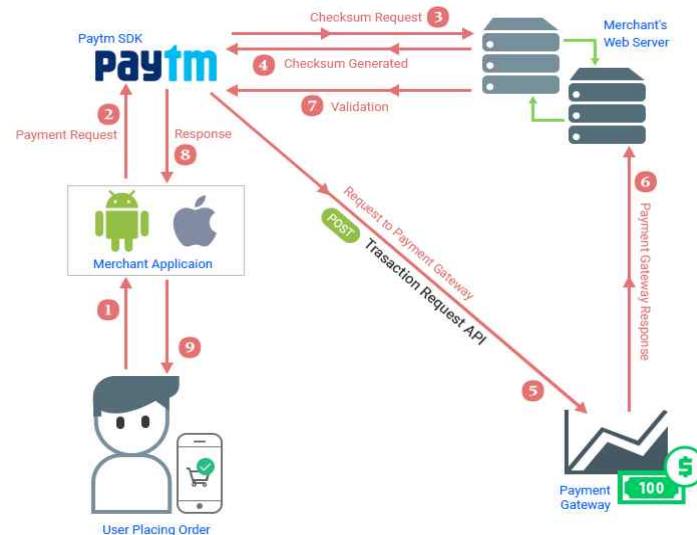 Checksum Request 3
Merchant's
Web Server
Paytm SDK
paytm
4 Checksum Generated
7 Validation
2
Payment Request
Response
8
6
Payment Gateway Response
Request to Payment Gateway
POST Trasaction Request API
Merchant Applicaion
1
9
5
$
100
Payment
Gateway
User Placing Order